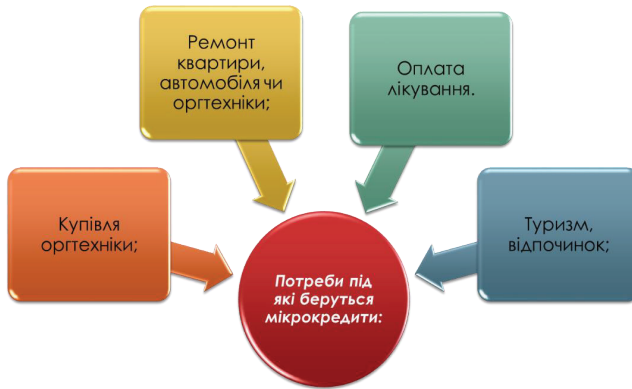 Ремонт
квартири,
автомобіля чи
оргтехніки;
Оплата
лікування.
Купівля
оргтехніки;
Туризм,
відпочинок;
Потреби під
які беруться
мікрокредити: